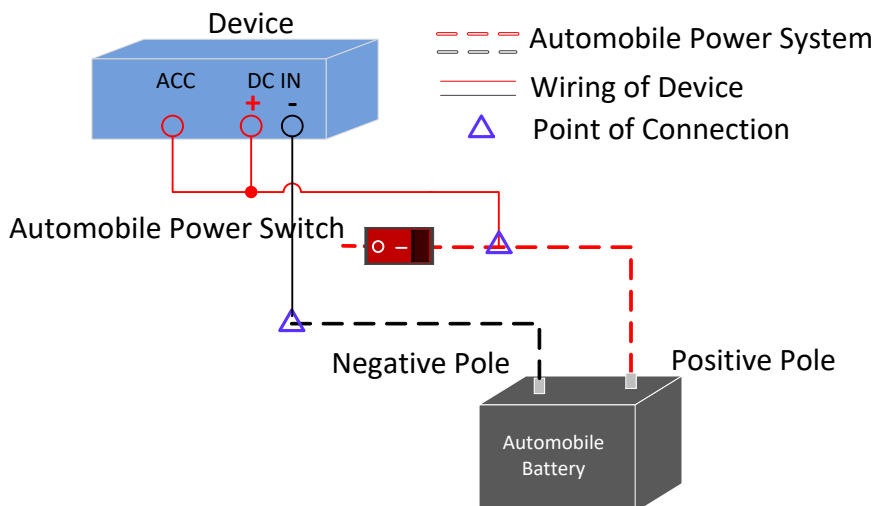 Device
ACC DC IN
+ -
Automobile Power System
Wiring of Device
Point of Connection
Automobile Power Switch
Negative Pole
Positive Pole
Automobile
Battery